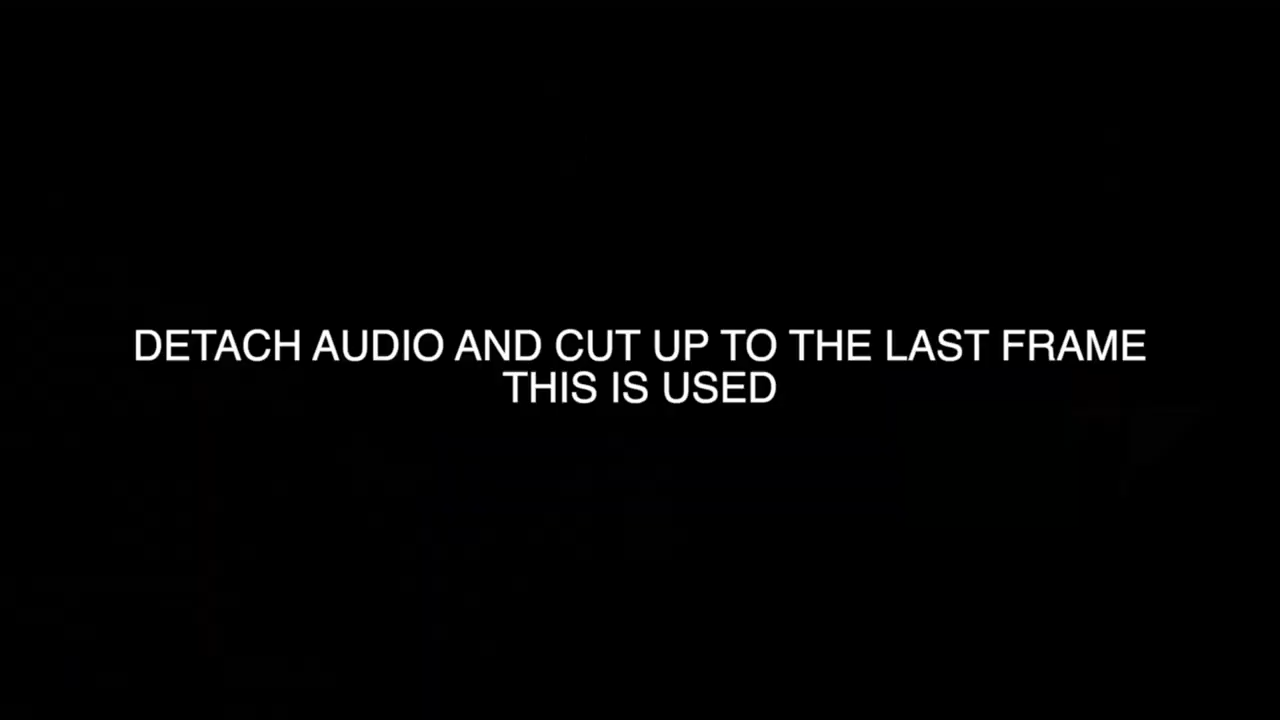 DETACH AUDIO AND CUT UP TO THE LAST FRAME
THIS IS USED